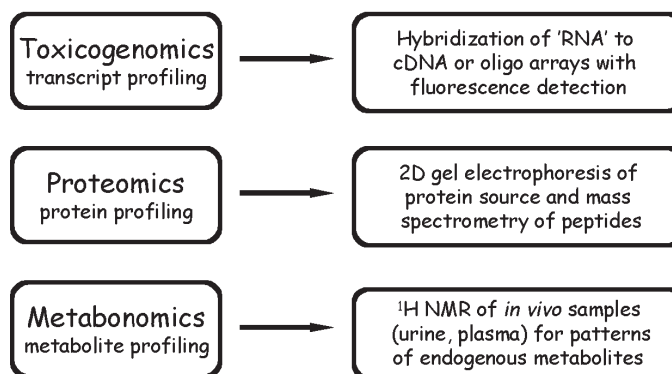 Toxicogenomics
transcript profiling
Hybridization of 'RNA' to
cDNA or oligo arrays with
fluorescence detection
Proteomics
protein profiling
2D gel electrophoresis of
protein source and mass
spectrometry of peptides
Metabonomics
metabolite profiling
¹H NMR of in vivo samples
(urine, plasma) for patterns
of endogenous metabolites